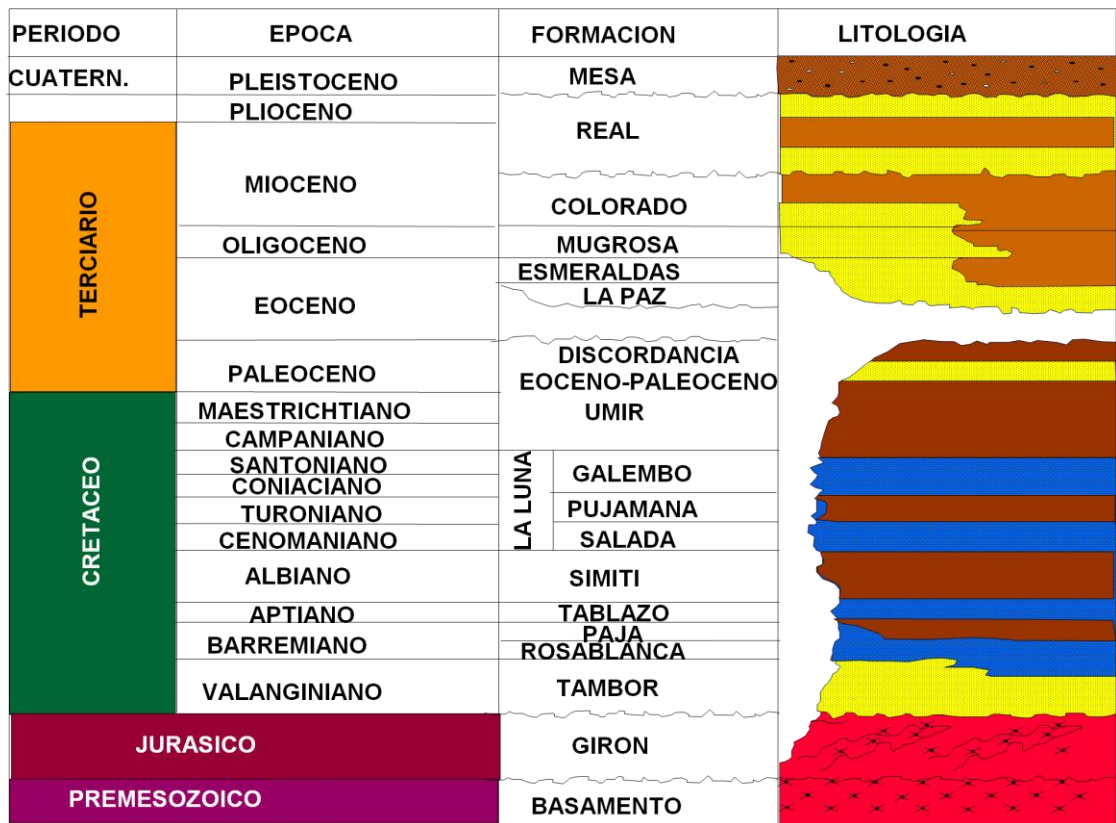 PERIODO EPOCA FORMACION LITOLOGIA
CUATERN. PLEISTOCENO MESA
PLIOCENO
REAL
TERCIARIO
MIOCENO
COLORADO
OLIGOCENO MUGROSA
ESMERALDAS
EOCENO LA PAZ
DISCORDANCIA
PALEOCENO EOCENO-PALEOCENO
CRETACEO
MAESTRICHTIANO UMIR
CAMPANIANO
LA LUNA
SANTONIANO GALEMBO
CONIACIANO
TURONIANO PUJAMANA
CENOMANIANO SALADA
ALBIANO SIMITI
APTIANO TABLAZO
PAJA
BARREMIANO ROSABLANCA
VALANGINIANO TAMBOR
JURASICO GIRON
PREMESOZOICO BASAMENTO